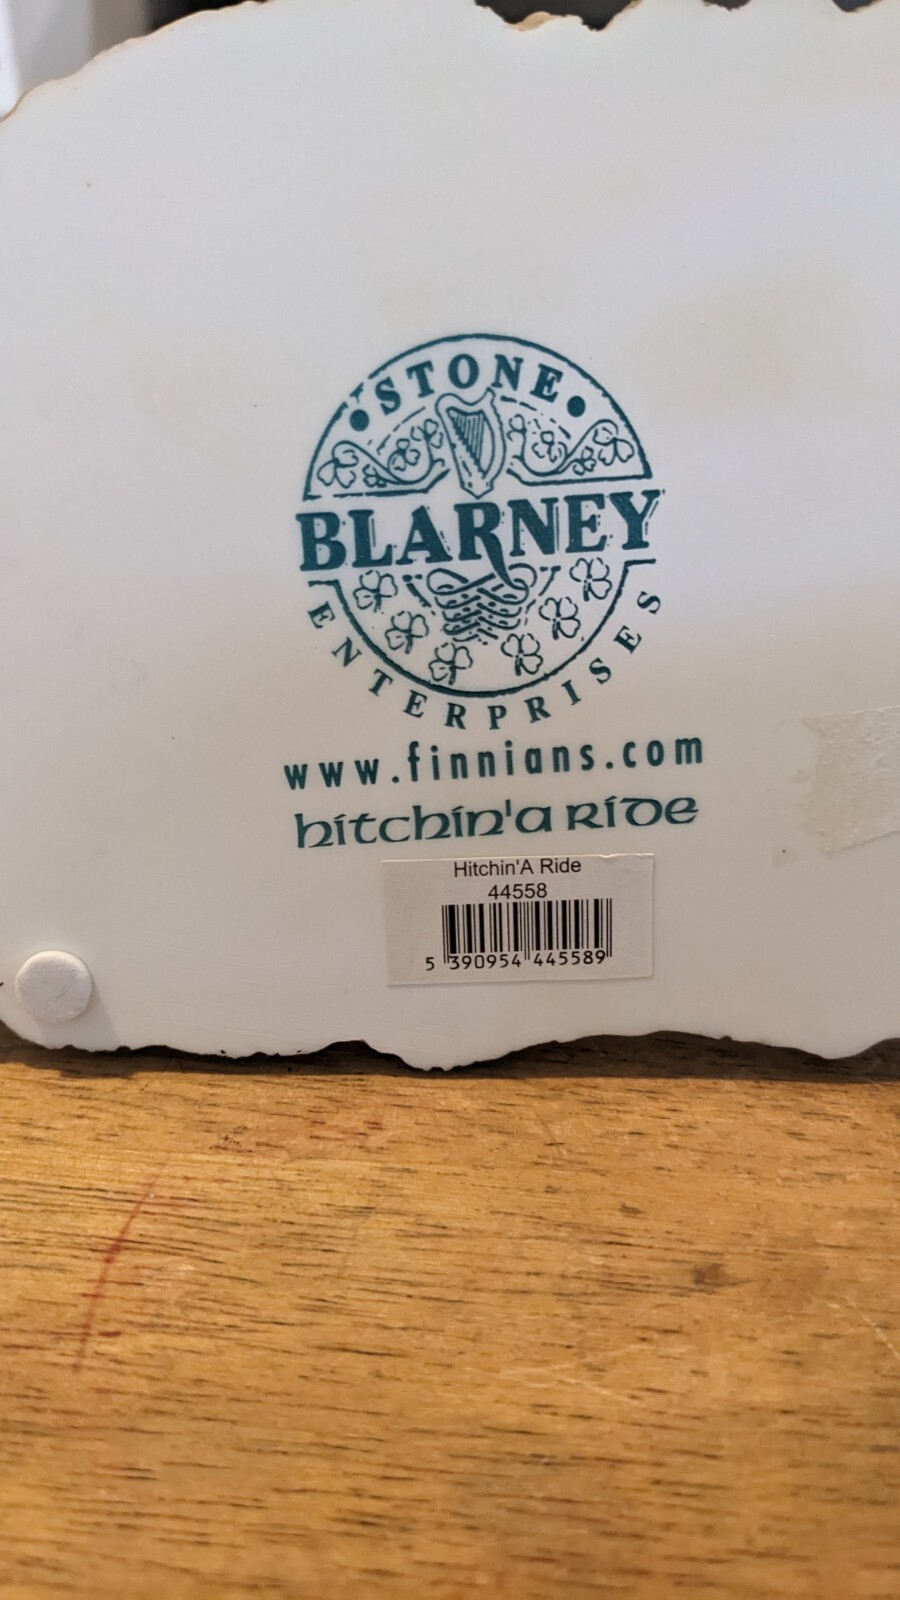 STONE
BLARNEY
ENTERPRISES
www.finnians.com
hitchin'a Ride
Hitchin'A Ride
44558
5 390954 445589